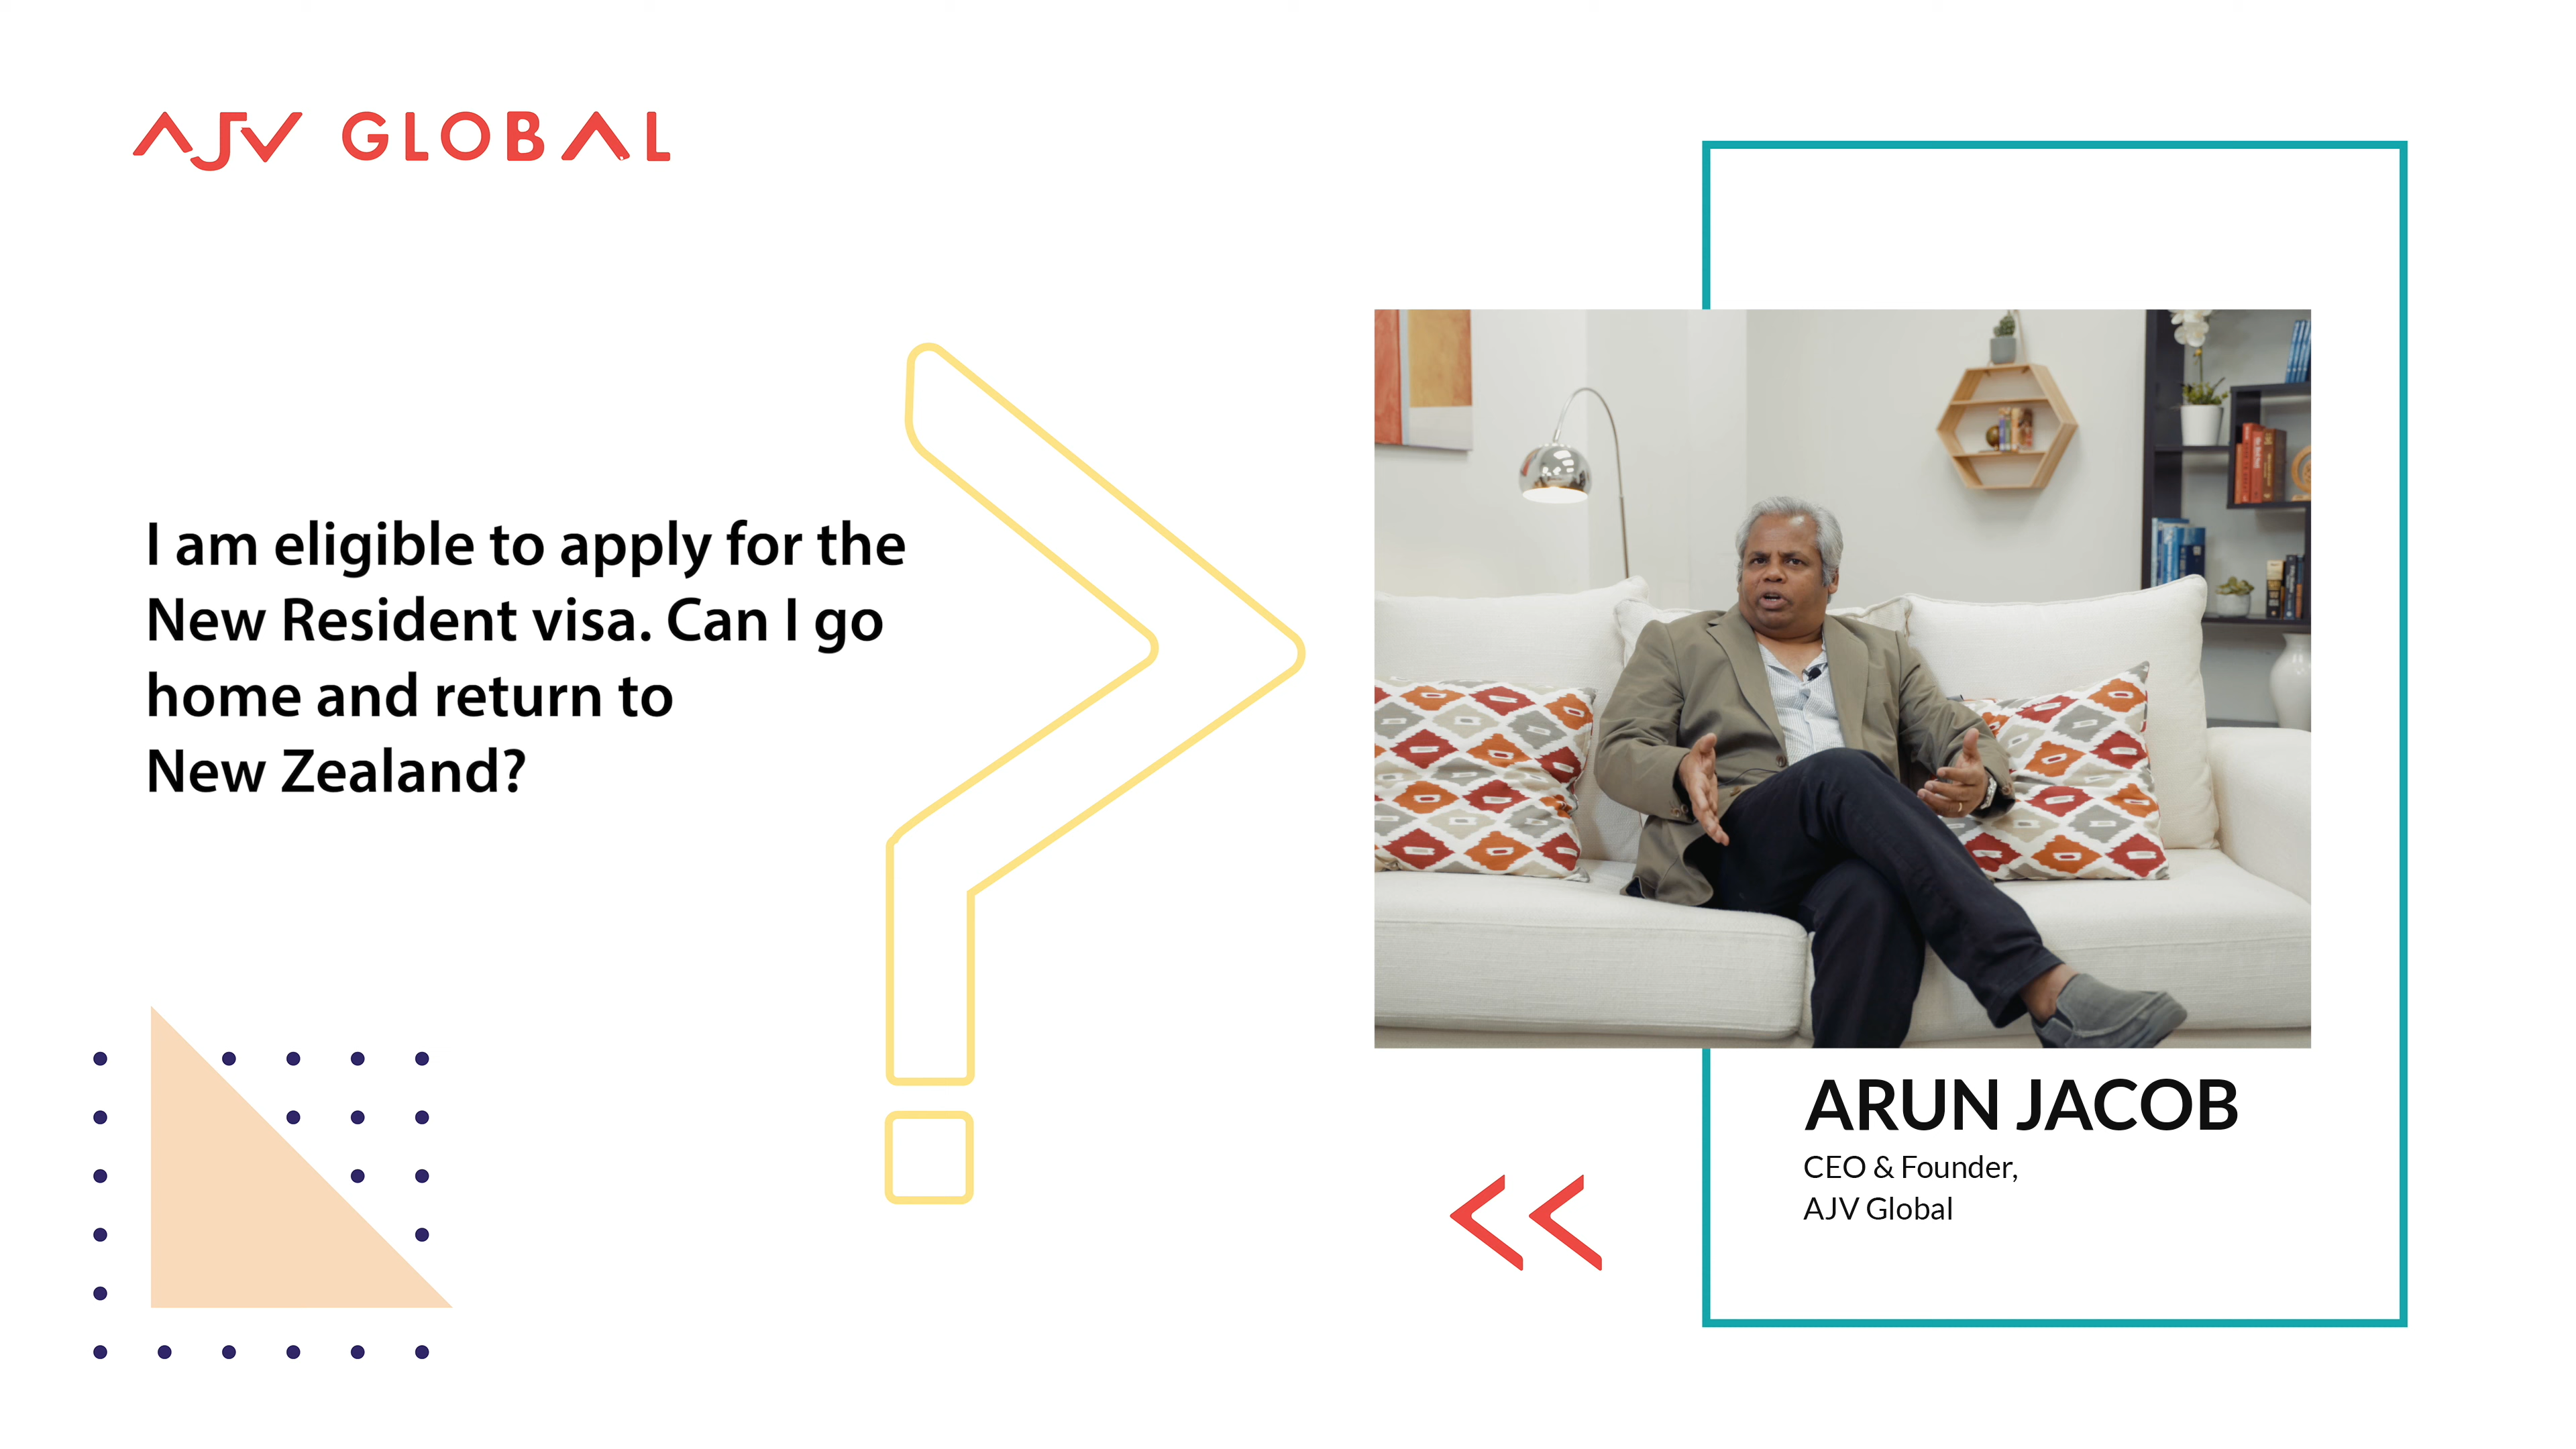 AJV GLOBAL
I am eligible to apply for the
New Resident visa. Can I go
home and return to
New Zealand?
ARUN JACOB
CEO & Founder,
AJV Global